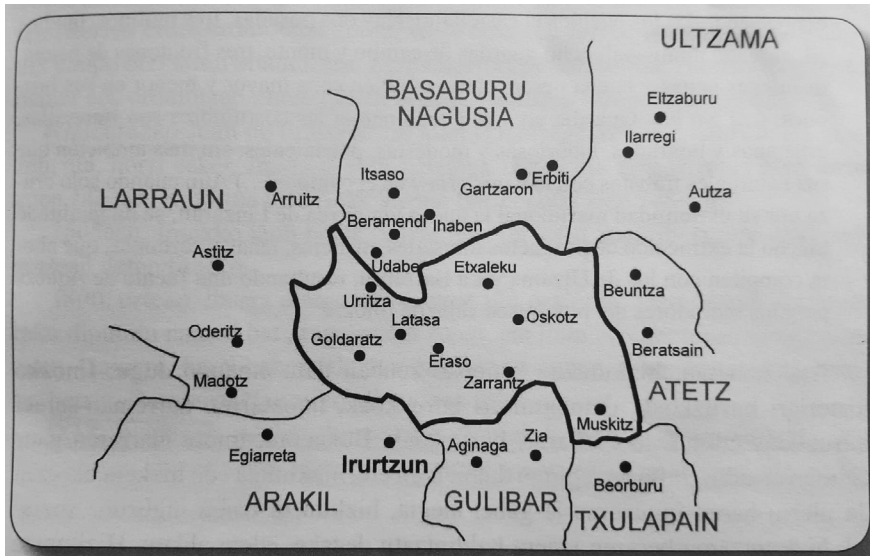 ULTZAMA
BASABURU
NAGUSIA
Eltzaburu
Ilarregi
Itsaso
Erbiti
Gartzaron
Autza
Arruitz
LARRAUN
Beramendi
Ihaben
Astitz
Udabe
Etxaleku
Beuntza
Urritza
Oderitz
Latasa
Oskotz
Goldaratz
Eraso
Beratsain
Madotz
Zarrantz
ATETZ
Muskitz
Egiarreta
Irurtzun
Aginaga
Zia
Beorburu
ARAKIL
GULIBAR
TXULAPAIN